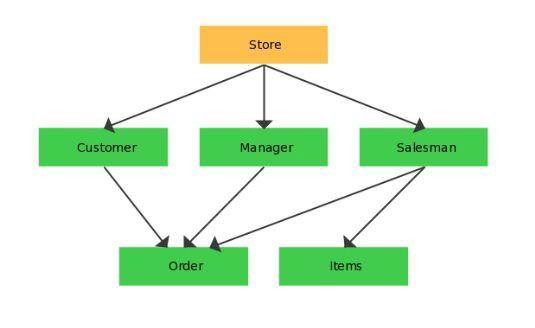 Store
Customer
Manager
Salesman
Order
Items